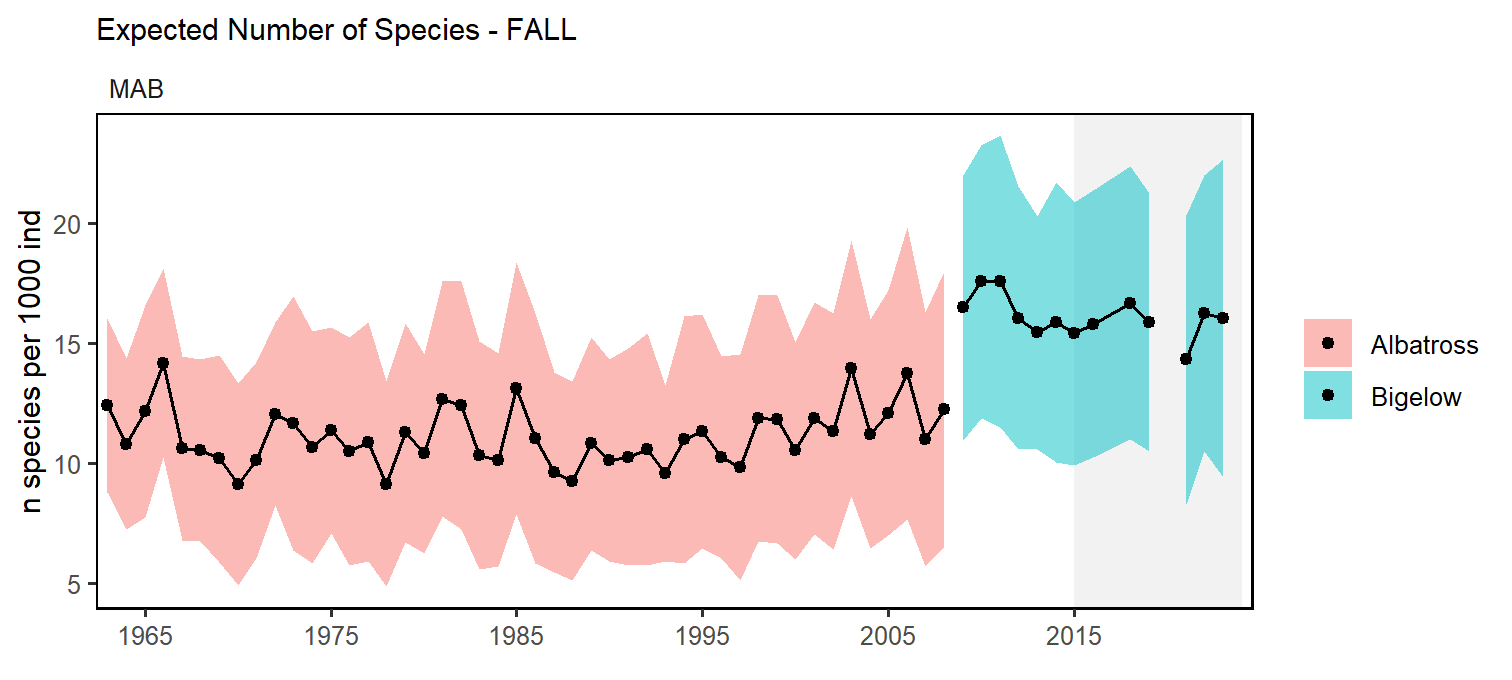 Expected Number of Species - FALL
MAB
n species per 1000 ind
20
15
10
5
1965 1975 1985 1995 2005 2015
Albatross
Bigelow